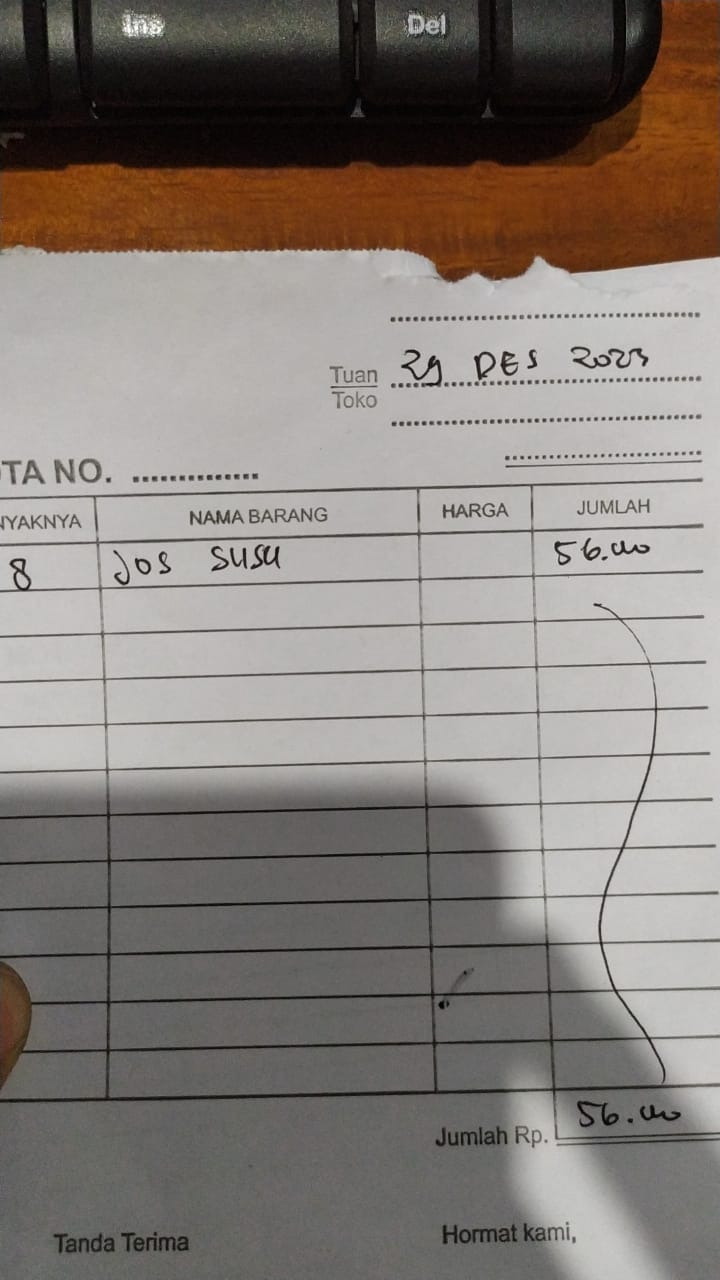 Ins Del
29 DES 2023
Tuan
Toko
OTA NO. ..............
NYAKNYA NAMA BARANG HARGA JUMLAH
8 JOS SUSU 56.000
Jumlah Rp. 56.000
Tanda Terima Hormat kami,